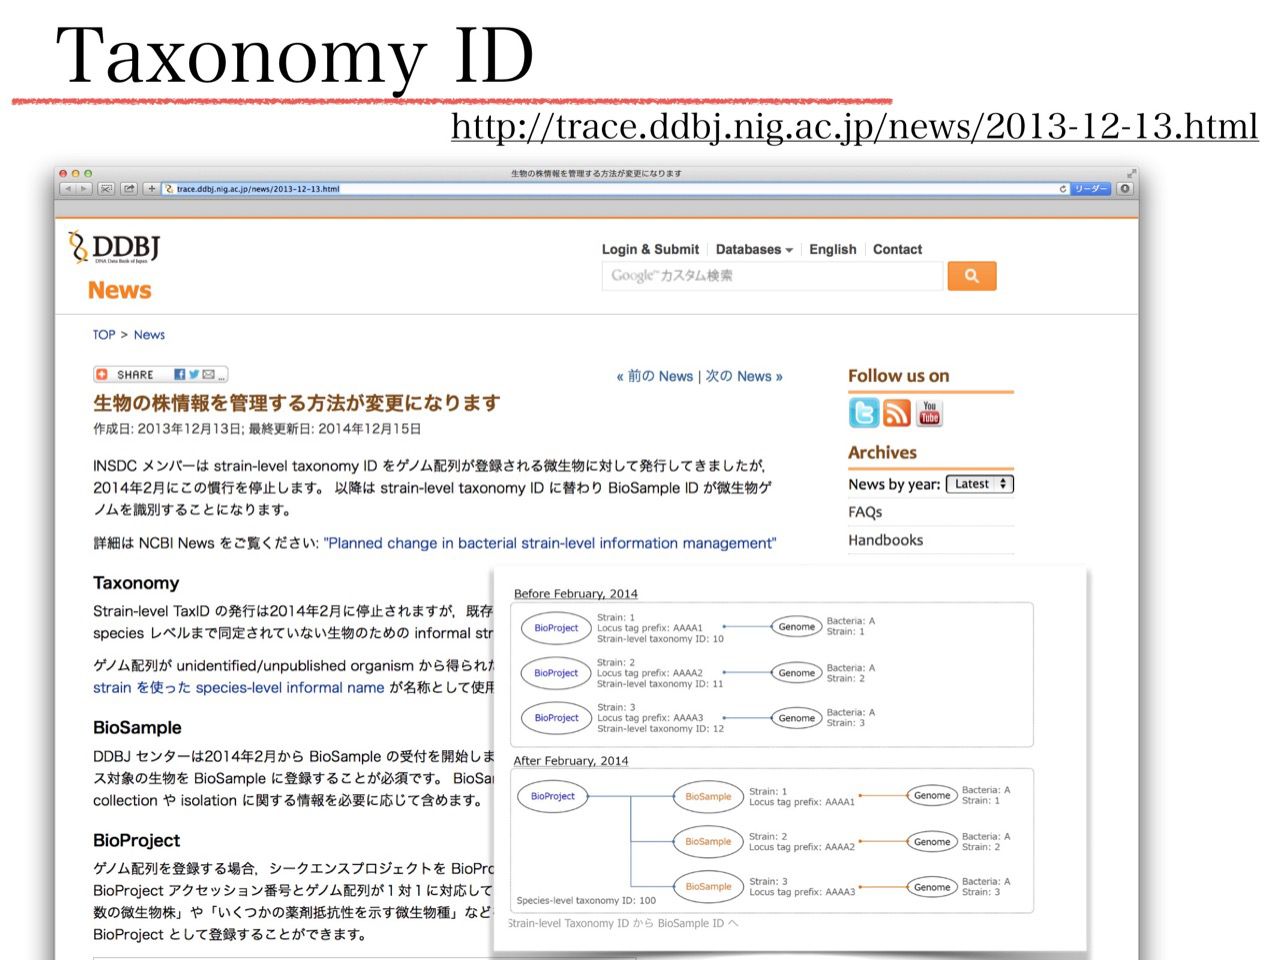 Taxonomy ID
http://trace.ddbj.nig.ac.jp/news/2013-12-13.html
生物の株情報を管理する方法が変更になります
trace.ddbj.nig.ac.jp/news/2013-12-13.html
リーダー
DDBJ
DNA Data Bank of Japan
Login & Submit
Databases
English
Contact
Google™カスタム検索
News
TOP > News
SHARE
...
« 前の News | 次の News »
生物の株情報を管理する方法が変更になります
作成日: 2013年12月13日; 最終更新日: 2014年12月15日
INSDC メンバーは strain-level taxonomy ID をゲノム配列が登録される微生物に対して発行してきましたが,
2014年2月にこの慣行を停止します。 以降は strain-level taxonomy ID に替わり BioSample ID が微生物ゲ
ノムを識別することになります。
詳細は NCBI News をご覧ください: "Planned change in bacterial strain-level information management"
Taxonomy
Strain-level TaxID の発行は2014年2月に停止されますが，既存
species レベルまで同定されていない生物のための informal str
ゲノム配列が unidentified/unpublished organism から得られた
strain を使った species-level informal name が名称として使用
BioSample
DDBJ センターは2014年2月から BioSample の受付を開始しま
ス対象の生物を BioSample に登録することが必須です。 BioSa
collection や isolation に関する情報を必要に応じて含めます。
BioProject
ゲノム配列を登録する場合，シークエンスプロジェクトを BioPro
BioProject アクセッション番号とゲノム配列が１対１に対応して
数の微生物株」や「いくつかの薬剤抵抗性を示す微生物種」など
BioProject として登録することができます。
Follow us on
You
Tube
Archives
News by year: Latest
FAQs
Handbooks
Before February, 2014
BioProject
Strain: 1
Locus tag prefix: AAAA1
Strain-level taxonomy ID: 10
Genome
Bacteria: A
Strain: 1
BioProject
Strain: 2
Locus tag prefix: AAAA2
Strain-level taxonomy ID: 11
Genome
Bacteria: A
Strain: 2
BioProject
Strain: 3
Locus tag prefix: AAAA3
Strain-level taxonomy ID: 12
Genome
Bacteria: A
Strain: 3
After February, 2014
BioProject
BioSample
Strain: 1
Locus tag prefix: AAAA1
Genome
Bacteria: A
Strain: 1
BioSample
Strain: 2
Locus tag prefix: AAAA2
Genome
Bacteria: A
Strain: 2
BioSample
Strain: 3
Locus tag prefix: AAAA3
Genome
Bacteria: A
Strain: 3
Species-level taxonomy ID: 100
Strain-level Taxonomy ID から BioSample ID へ